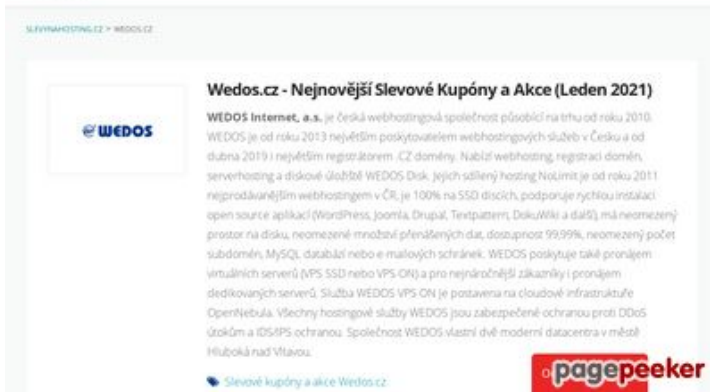 SLEVYNAHOSTING.CZ > WEDOS.CZ
WEDOS
Wedos.cz - Nejnovější Slevové Kupóny a Akce (Leden 2021)
WEDOS Internet, a.s. je česká webhostingová společnost působící na trhu od roku 2010.
WEDOS je od roku 2013 největším poskytovatelem webhostingových služeb v Česku a od
dubna 2019 i největším registrátorem .CZ domény. Nabízí webhosting, registraci domén,
serverhosting a diskové úložiště WEDOS Disk. Jejich sdílený hosting NoLimit je od roku 2011
nejprodávanějším webhostingem v ČR, je 100% na SSD discích, podporuje rychlou instalaci
open source aplikací (WordPress, Joomla, Drupal, Textpattern, DokuWiki a další), má neomezený
prostor na disku, neomezené množství přenášených dat, dostupnost 99,99%, neomezený počet
subdomén, MySQL databází nebo e-mailových schránek. WEDOS poskytuje také pronájem
virtuálních serverů (VPS SSD nebo VPS ON) a pro nejnáročnější zákazníky i pronájem
dedikovaných serverů. Služba WEDOS VPS ON je postavena na cloudové infrastruktuře
OpenNebula. Všechny hostingové služby WEDOS jsou zabezpečené ochranou proti DDoS
útokům a IDS/IPS ochranou. Společnost WEDOS vlastní dvě moderní datacentra v městě
Hluboká nad Vltavou.
Slevové kupóny a akce Wedos.cz
pagepeeker